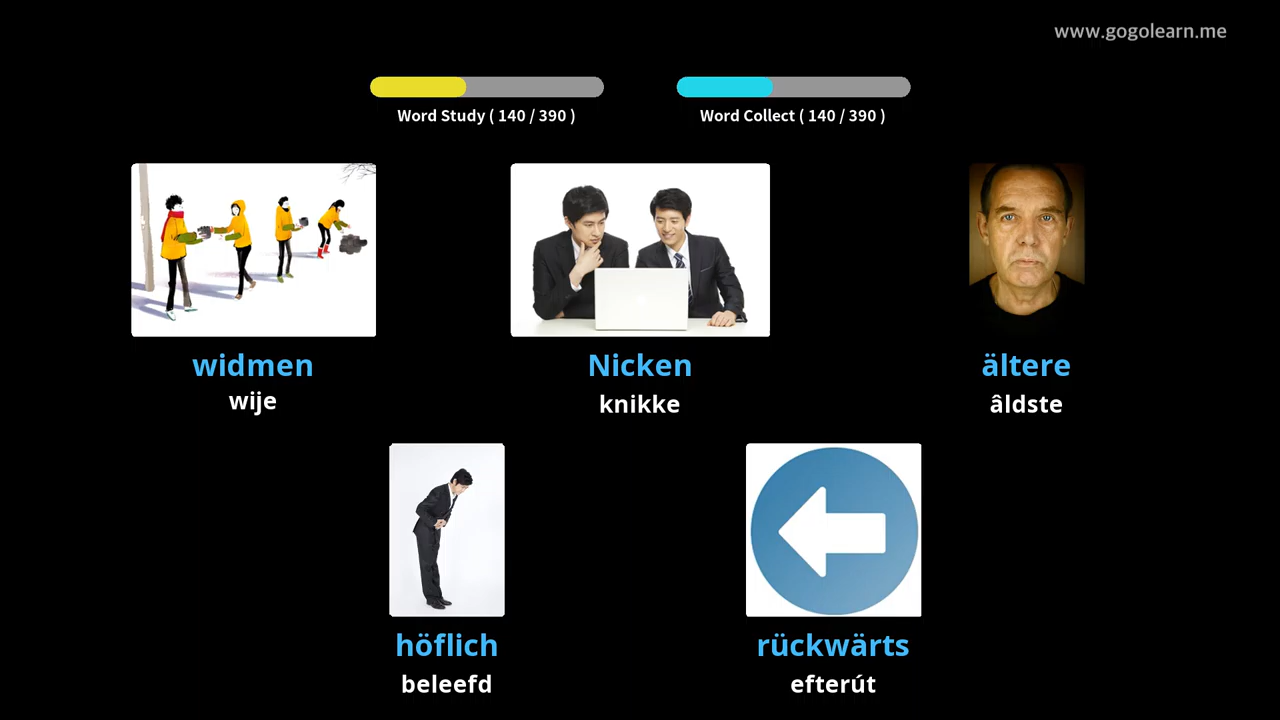 www.gogolearn.me
Word Study ( 140 / 390 )
Word Collect ( 140 / 390 )
widmen
wije
Nicken
knikke
ältere
âldste
höflich
beleefd
rückwärts
efterút